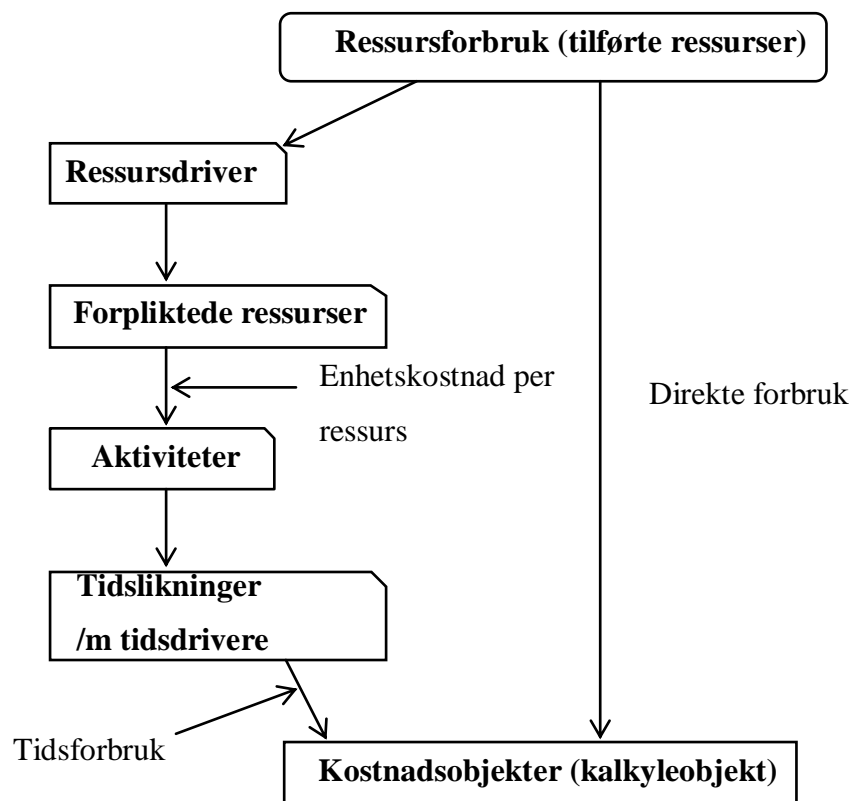 Ressursforbruk (tilførte ressurser)
Ressursdriver
Forpliktede ressurser
Enhetskostnad per
ressurs
Direkte forbruk
Aktiviteter
Tidslikninger
/m tidsdrivere
Tidsforbruk
Kostnadsobjekter (kalkyleobjekt)